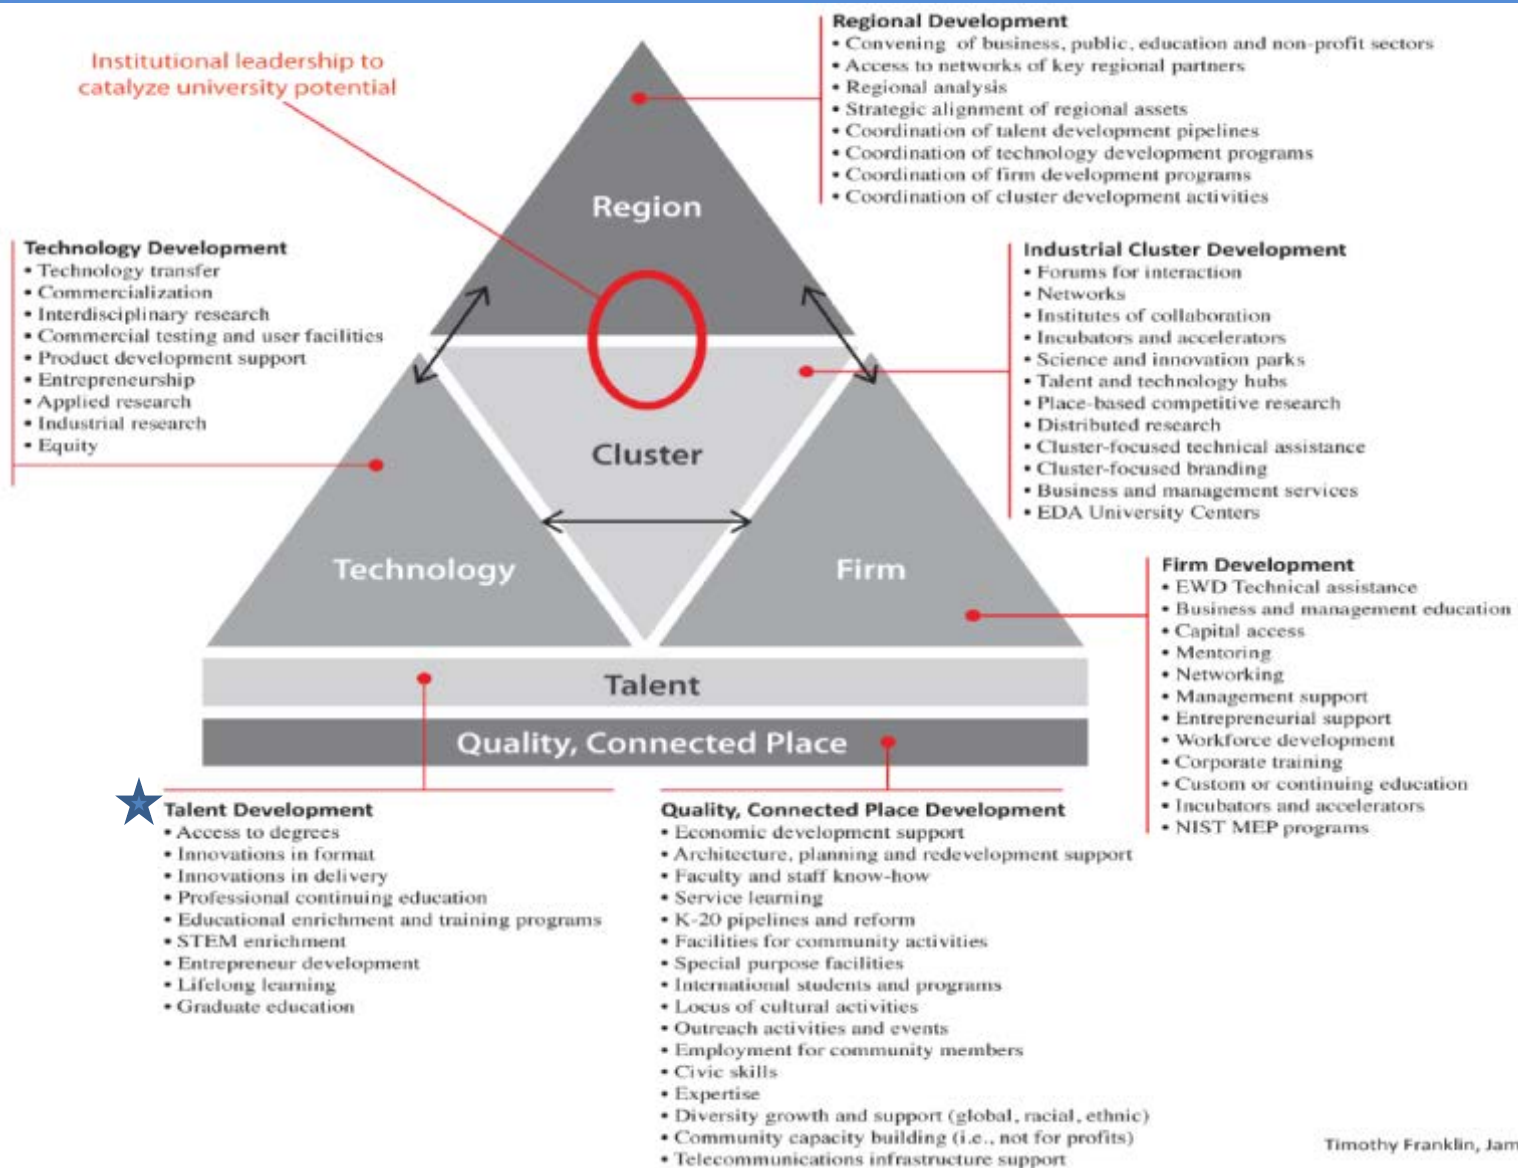 Institutional leadership to
catalyze university potential
Regional Development
• Convening of business, public, education and non-profit sectors
• Access to networks of key regional partners
• Regional analysis
• Strategic alignment of regional assets
• Coordination of talent development pipelines
• Coordination of technology development programs
• Coordination of firm development programs
• Coordination of cluster development activities
Region
Technology Development
• Technology transfer
• Commercialization
• Interdisciplinary research
• Commercial testing and user facilities
• Product development support
• Entrepreneurship
• Applied research
• Industrial research
• Equity
Industrial Cluster Development
• Forums for interaction
• Networks
• Institutes of collaboration
• Incubators and accelerators
• Science and innovation parks
• Talent and technology hubs
• Place-based competitive research
• Distributed research
• Cluster-focused technical assistance
• Cluster-focused branding
• Business and management services
• EDA University Centers
Cluster
Technology
Firm
Firm Development
• EWD Technical assistance
• Business and management education
• Capital access
• Mentoring
• Networking
• Management support
• Entrepreneurial support
• Workforce development
• Corporate training
• Custom or continuing education
• Incubators and accelerators
• NIST MEP programs
Talent
Quality, Connected Place
Talent Development
• Access to degrees
• Innovations in format
• Innovations in delivery
• Professional continuing education
• Educational enrichment and training programs
• STEM enrichment
• Entrepreneur development
• Lifelong learning
• Graduate education
Quality, Connected Place Development
• Economic development support
• Architecture, planning and redevelopment support
• Faculty and staff know-how
• Service learning
• K-20 pipelines and reform
• Facilities for community activities
• Special purpose facilities
• International students and programs
• Locus of cultural activities
• Outreach activities and events
• Employment for community members
• Civic skills
• Expertise
• Diversity growth and support (global, racial, ethnic)
• Community capacity building (i.e., not for profits)
• Telecommunications infrastructure support
Timothy Franklin, Jam